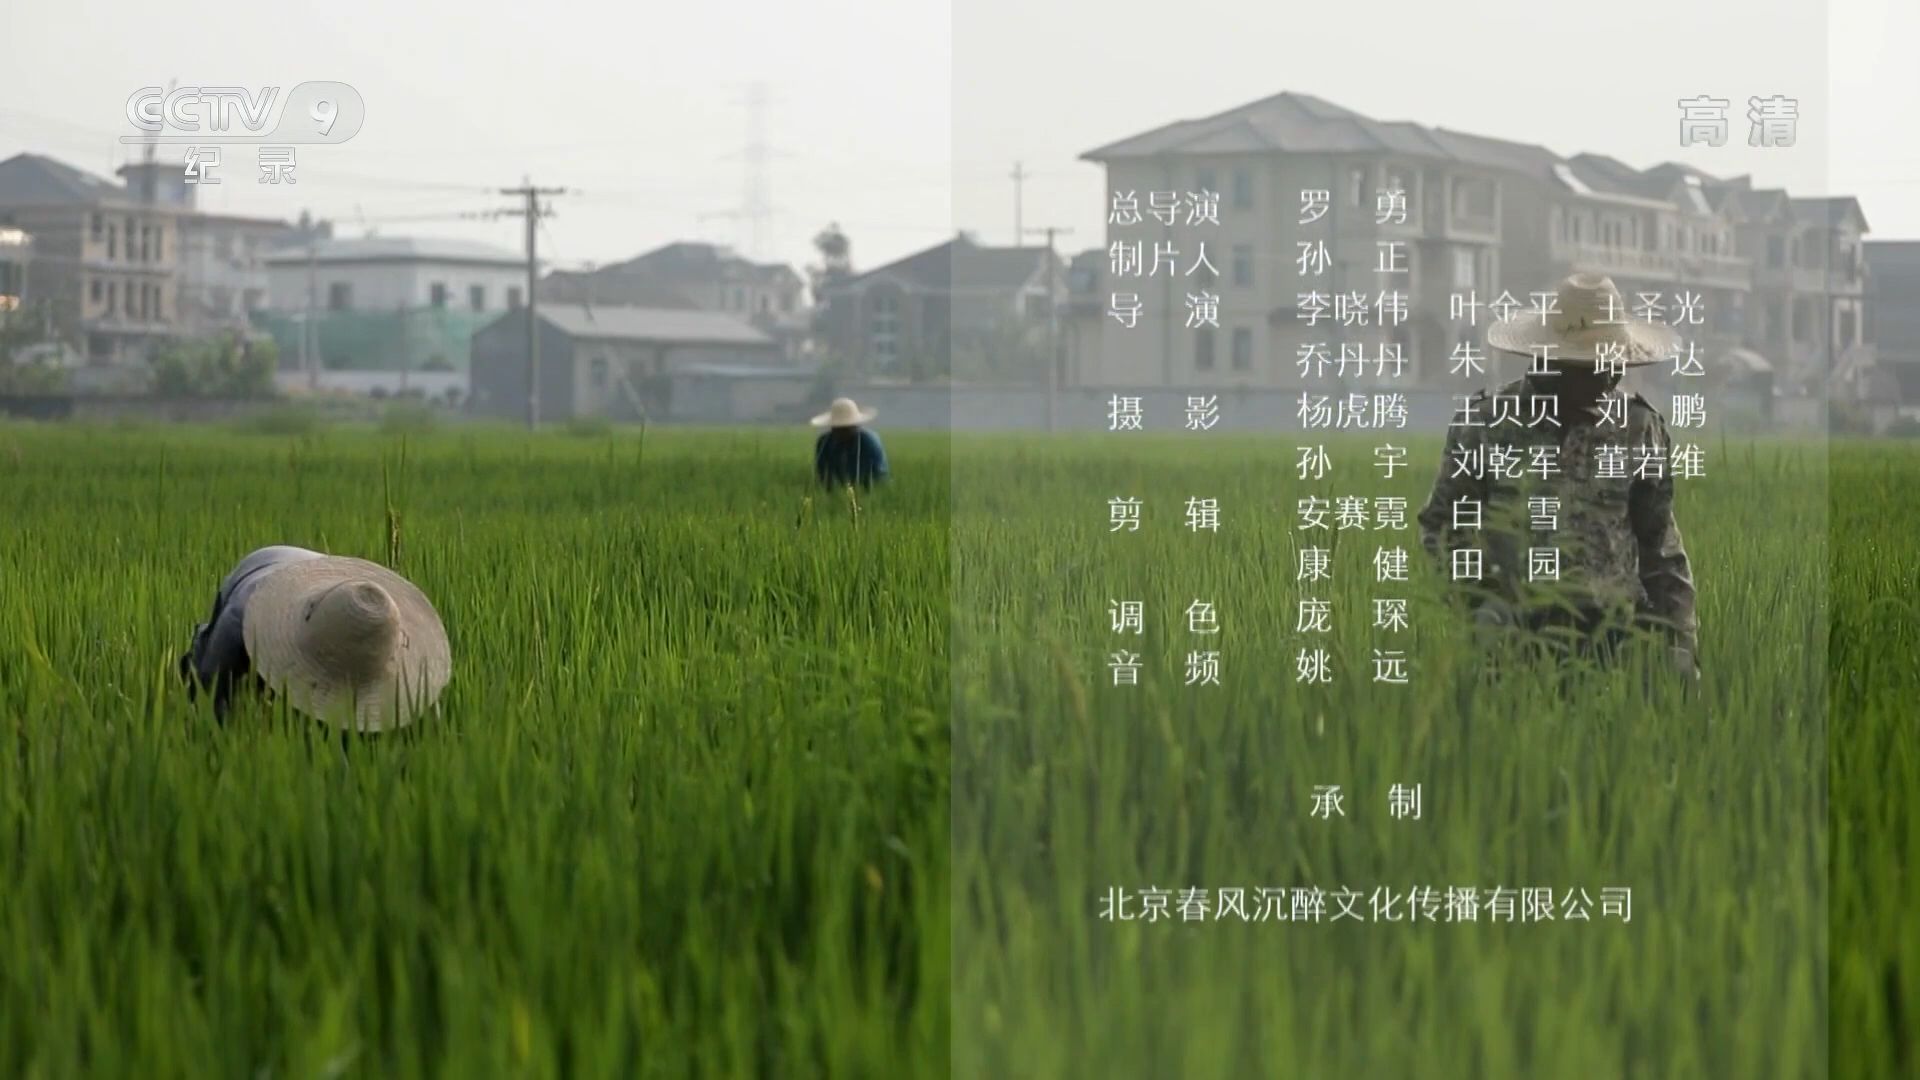 CCTV 9
纪录
高清
总导演 罗勇
制片人 孙正
导演 李晓伟 叶金平 王圣光
乔丹丹 朱正 路达
摄影 杨虎腾 王贝贝 刘鹏
孙宇 刘乾军 董若维
剪辑 安赛霓 白雪
康健 田园
调色 庞琛
音频 姚远
承制
北京春风沉醉文化传播有限公司